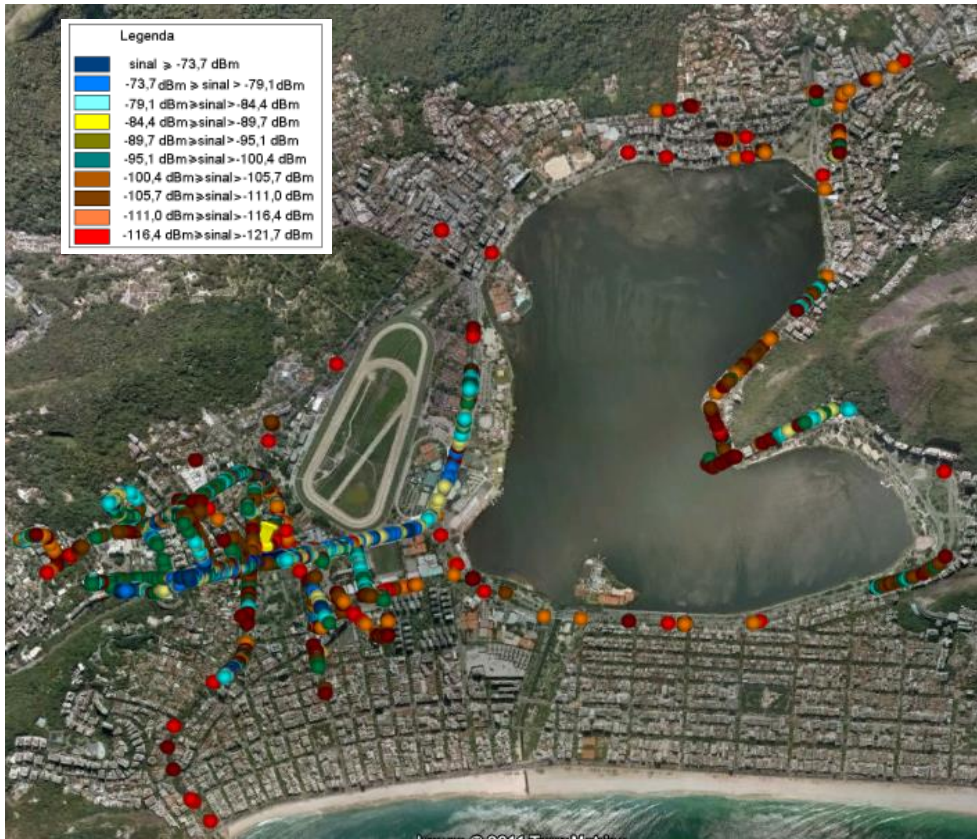 Legenda
sinal ⩾ -73,7 dBm
-73,7 dBm ⩾ sinal > -79,1 dBm
-79,1 dBm ⩾ sinal > -84,4 dBm
-84,4 dBm ⩾ sinal > -89,7 dBm
-89,7 dBm ⩾ sinal > -95,1 dBm
-95,1 dBm ⩾ sinal > -100,4 dBm
-100,4 dBm ⩾ sinal > -105,7 dBm
-105,7 dBm ⩾ sinal > -111,0 dBm
-111,0 dBm ⩾ sinal > -116,4 dBm
-116,4 dBm ⩾ sinal > -121,7 dBm